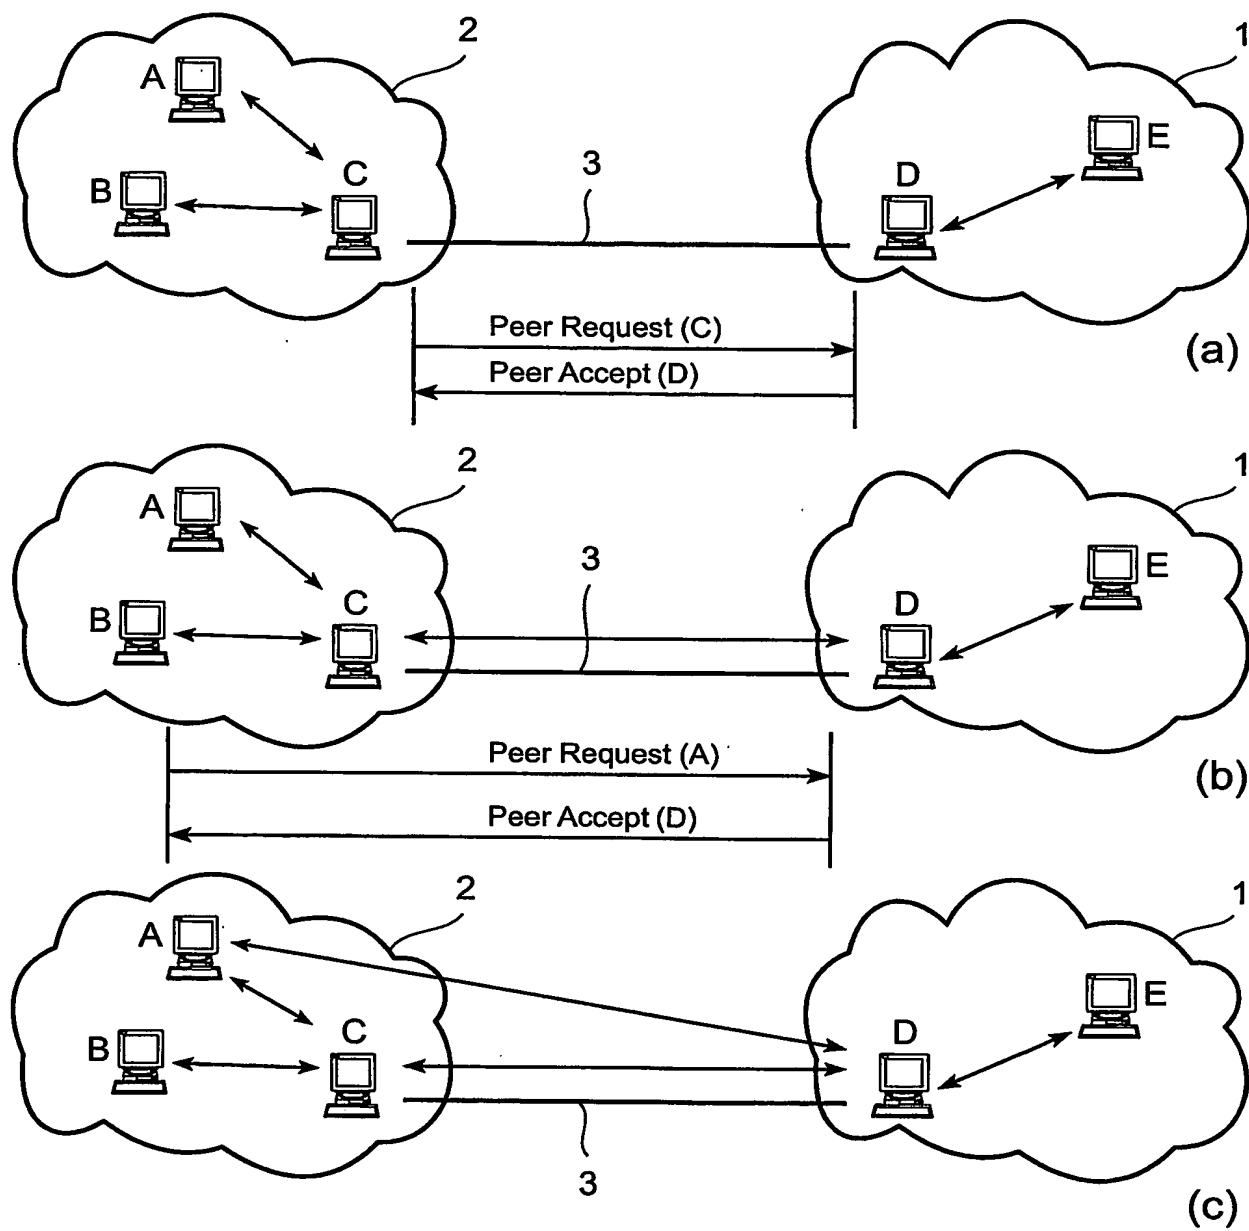 2
1
A
E
3
C
D
B
Peer Request (C)
(a)
Peer Accept (D)
2
1
A
3
E
C
D
B
Peer Request (A)
(b)
Peer Accept (D)
2
1
A
E
C
D
B
3
(c)